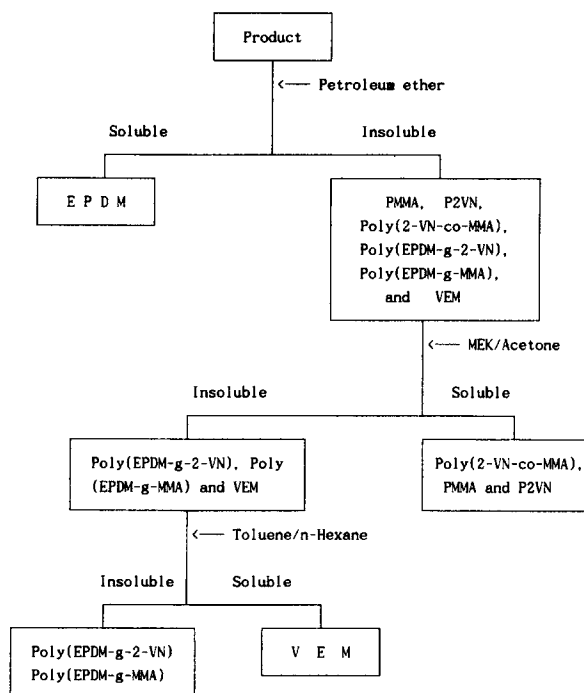 Product
<—— Petroleum ether
Soluble
Insoluble
E P D M
PMMA, P2VN,
Poly(2-VN-co-MMA),
Poly(EPDM-g-2-VN),
Poly(EPDM-g-MMA),
and VEM
<—— MEK/Acetone
Insoluble
Soluble
Poly(EPDM-g-2-VN), Poly
(EPDM-g-MMA) and VEM
Poly(2-VN-co-MMA),
PMMA and P2VN
<—— Toluene/n-Hexane
Insoluble
Soluble
Poly(EPDM-g-2-VN)
Poly(EPDM-g-MMA)
V E M